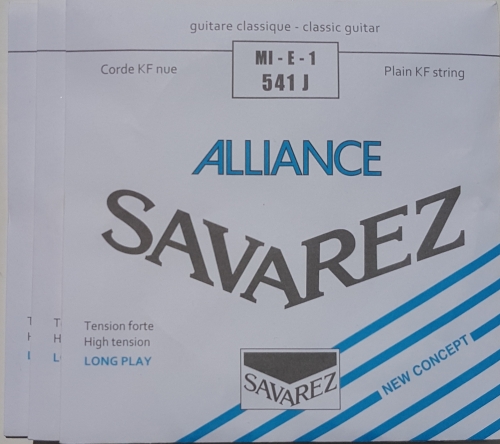 guitare classique - classic guitar
MI - E - 1
541 J
Corde KF nue
Plain KF string
ALLIANCE
SAVAREZ
Tension forte
High tension
LONG PLAY
SAVAREZ
NEW CONCEPT
T
H
L
T
H